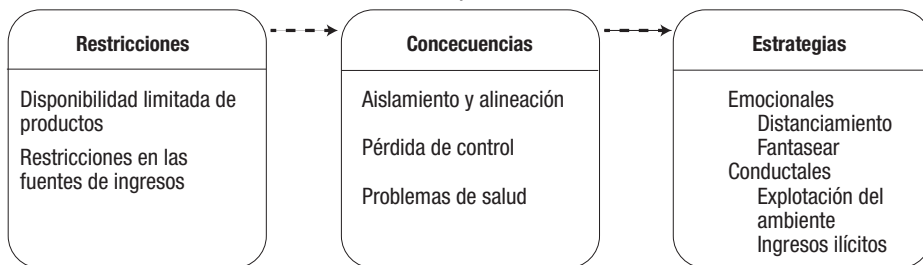 Restricciones
Disponibilidad limitada de
productos
Restricciones en las
fuentes de ingresos
Concecuencias
Aislamiento y alineación
Pérdida de control
Problemas de salud
Estrategias
Emocionales
Distanciamiento
Fantasear
Conductales
Explotación del
ambiente
Ingresos ilícitos